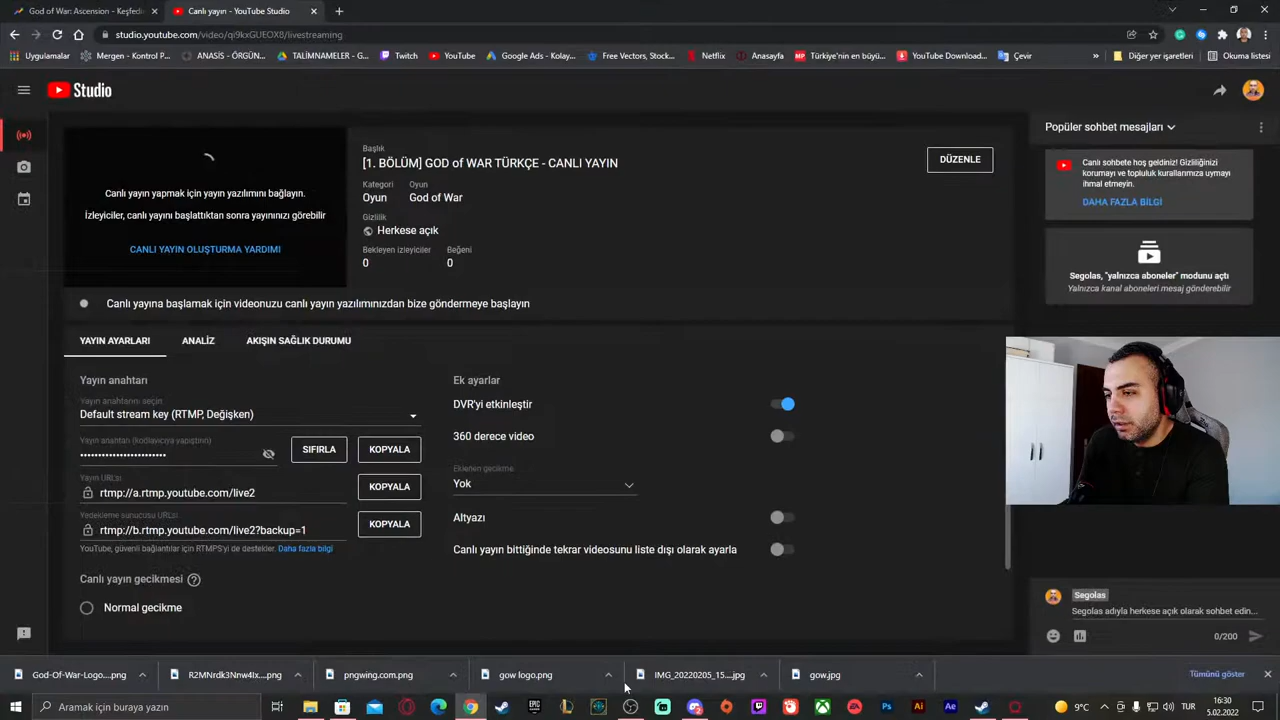 God of War: Ascension - Keşfedi
Canlı yayın - YouTube Studio
studio.youtube.com/video/qi9kxGUEOX8/livestreaming
Uygulamalar
Mergen - Kontrol P...
ANASİS - ÖRGÜN...
TALİMNAMELER - G...
Twitch
YouTube
Google Ads - Kolay...
Free Vectors, Stock...
Netflix
Anasayfa
Türkiye'nin en büyü...
YouTube Download...
Çevir
»
Diğer yer işaretleri
Okuma listesi
Studio
Canlı yayın yapmak için yayın yazılımını bağlayın.
İzleyiciler, canlı yayını başlattıktan sonra yayınınızı görebilir
CANLI YAYIN OLUŞTURMA YARDIMI
Başlık
[1. BÖLÜM] GOD of WAR TÜRKÇE - CANLI YAYIN
DÜZENLE
Kategori
Oyun
Oyun
God of War
Gizlilik
Herkese açık
Bekleyen izleyiciler
Beğeni
0
0
Popüler sohbet mesajları
Canlı sohbete hoş geldiniz! Gizliliğinizi
korumayı ve topluluk kurallarımıza uymayı
ihmal etmeyin.
DAHA FAZLA BİLGİ
Segolas, "yalnızca aboneler" modunu açtı
Yalnızca kanal aboneleri mesaj gönderebilir
Canlı yayına başlamak için videonuzu canlı yayın yazılımınızdan bize göndermeye başlayın
YAYIN AYARLARI
ANALİZ
AKIŞIN SAĞLIK DURUMU
Yayın anahtarı
Yayın anahtarını seçin
Default stream key (RTMP, Değişken)
Yayın anahtarı (kodlayıcıya yapıştırın)
SIFIRLA
KOPYALA
Yayın URL'si
rtmp://a.rtmp.youtube.com/live2
KOPYALA
Yedekleme sunucusu URL'si
rtmp://b.rtmp.youtube.com/live2?backup=1
KOPYALA
YouTube, güvenli bağlantılar için RTMPS'yi de destekler. Daha fazla bilgi
Canlı yayın gecikmesi
Normal gecikme
Ek ayarlar
DVR'yi etkinleştir
360 derece video
Eklenen gecikme
Yok
Altyazı
Canlı yayın bittiğinde tekrar videosunu liste dışı olarak ayarla
Segolas
Segolas adıyla herkese açık olarak sohbet edin...
0/200
God-Of-War-Logo....png
R2MNrdk3Nnw4Ix....png
pngwing.com.png
gow logo.png
IMG_20220205_15....jpg
gow.jpg
Tümünü göster
Aramak için buraya yazın
9°C
TUR
16:30
5.02.2022